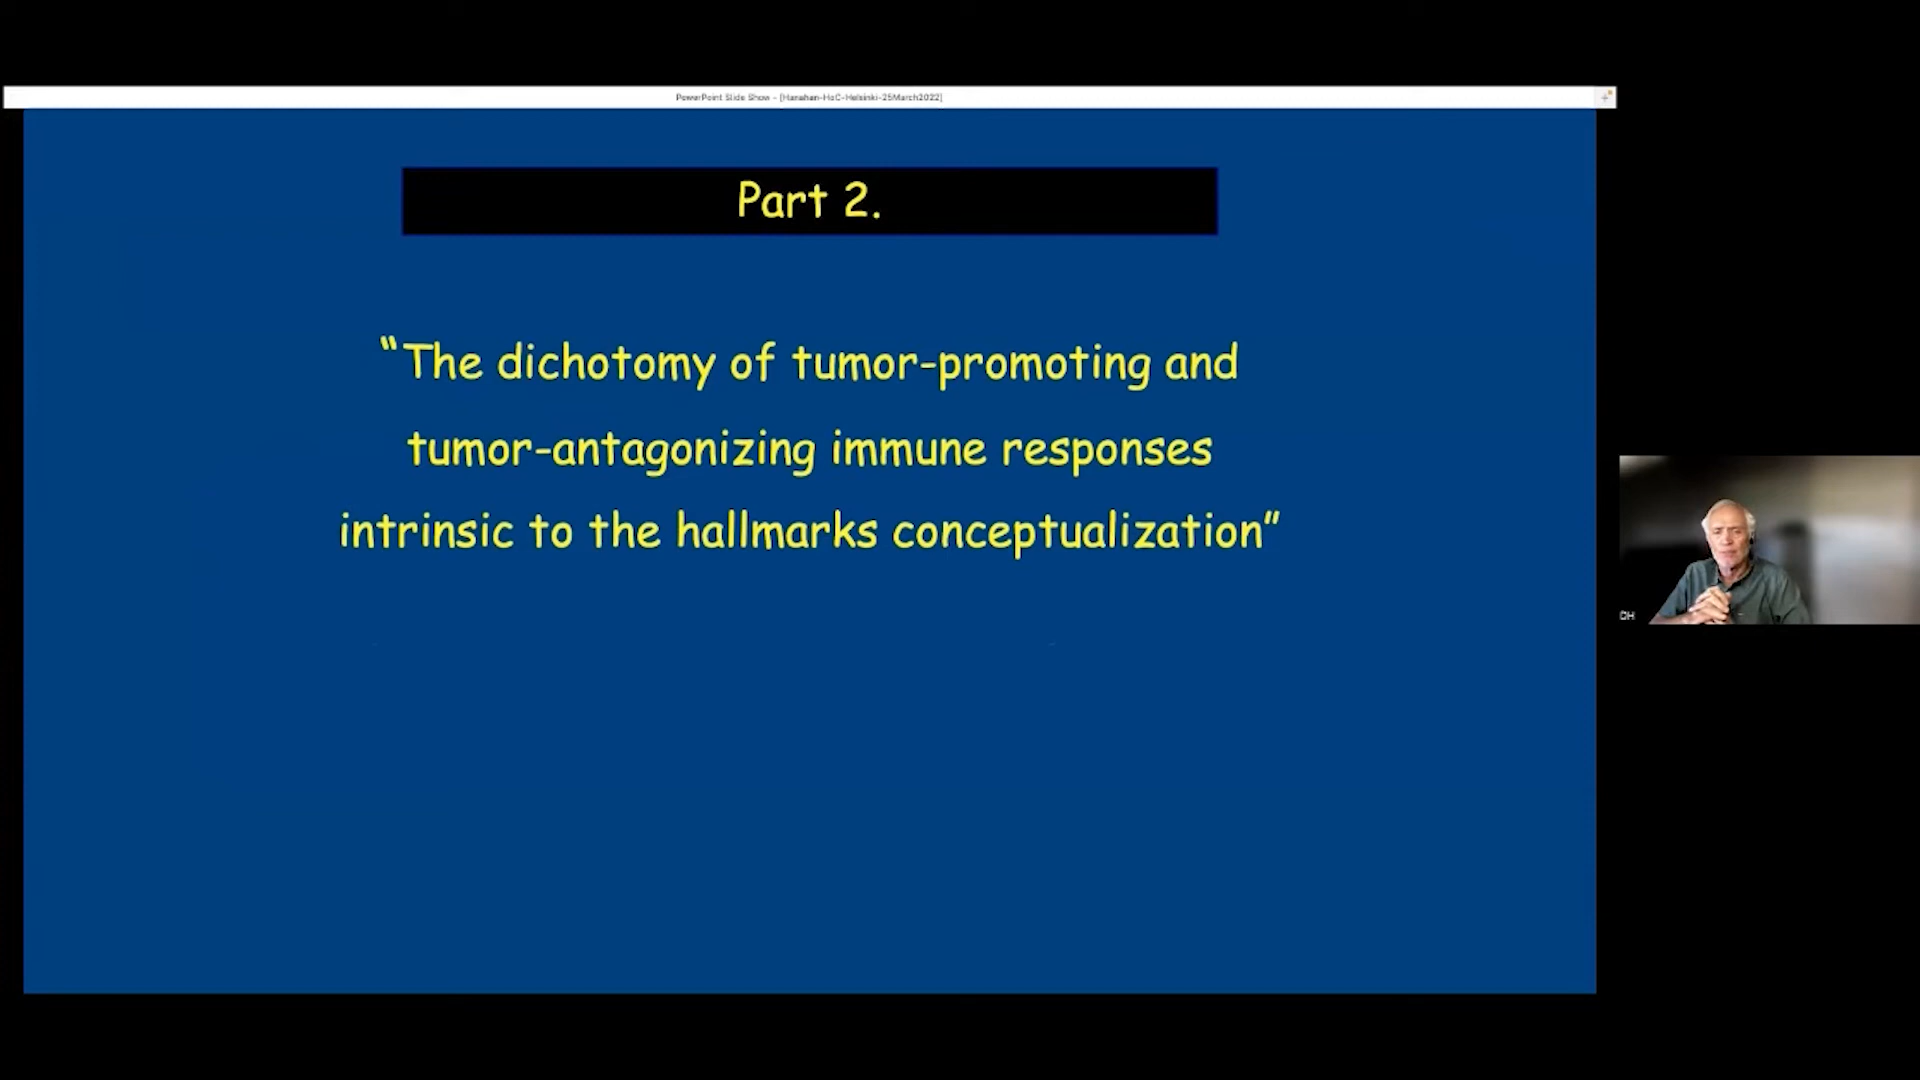 PowerPoint Slide Show - [Hanahan-HoC-Helsinki-25March2022]
Part 2.
“The dichotomy of tumor-promoting and
tumor-antagonizing immune responses
intrinsic to the hallmarks conceptualization”
DH